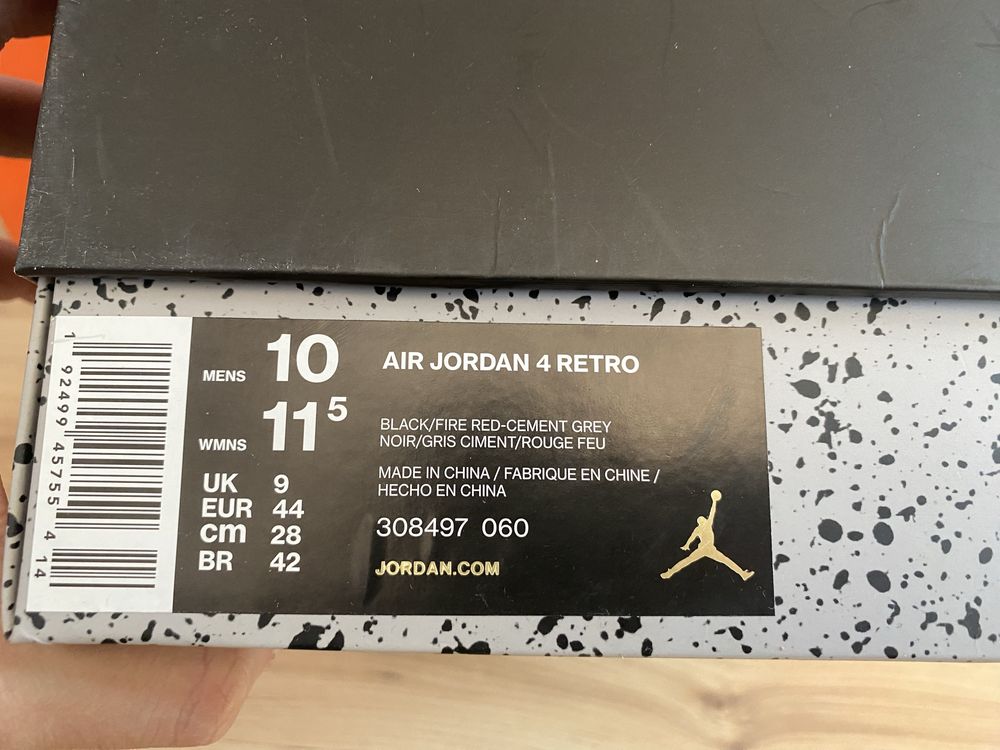 1 92499 45755 4 14
MENS 10
WMNS 11⁵
UK 9
EUR 44
cm 28
BR 42
AIR JORDAN 4 RETRO
BLACK/FIRE RED-CEMENT GREY
NOIR/GRIS CIMENT/ROUGE FEU
MADE IN CHINA / FABRIQUE EN CHINE /
HECHO EN CHINA
308497 060
JORDAN.COM